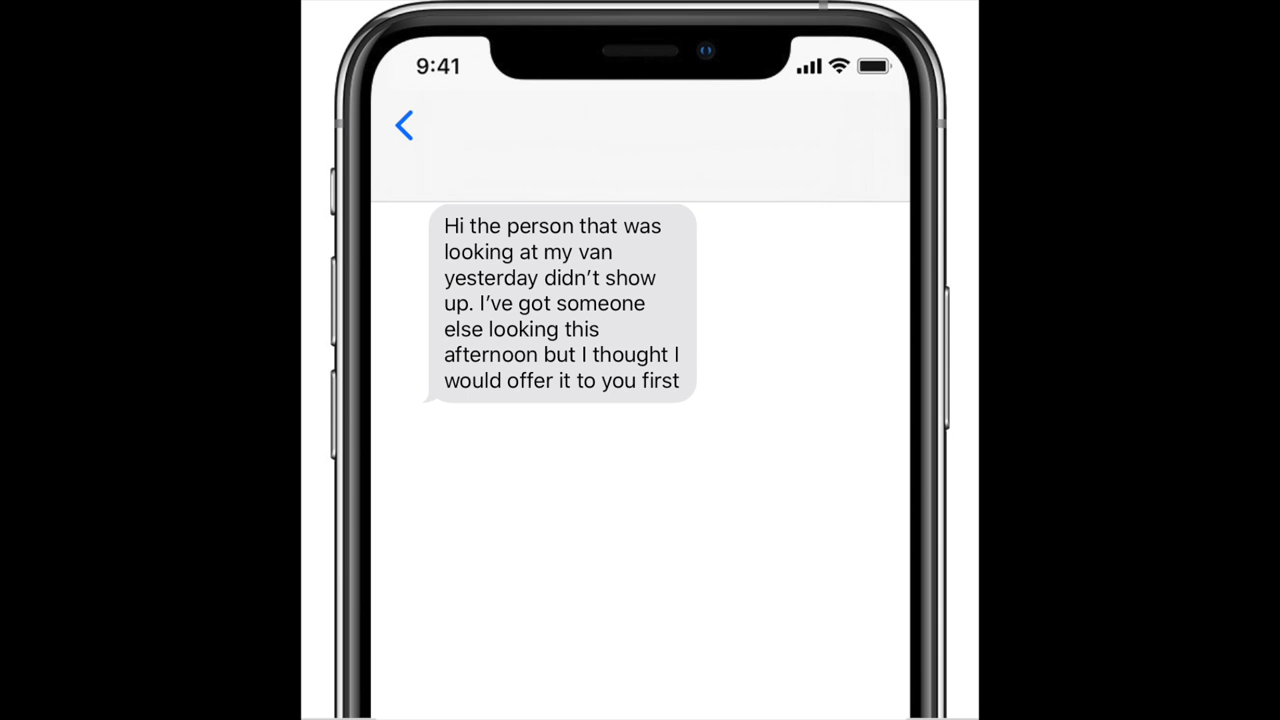 9:41
Hi the person that was
looking at my van
yesterday didn’t show
up. I’ve got someone
else looking this
afternoon but I thought I
would offer it to you first